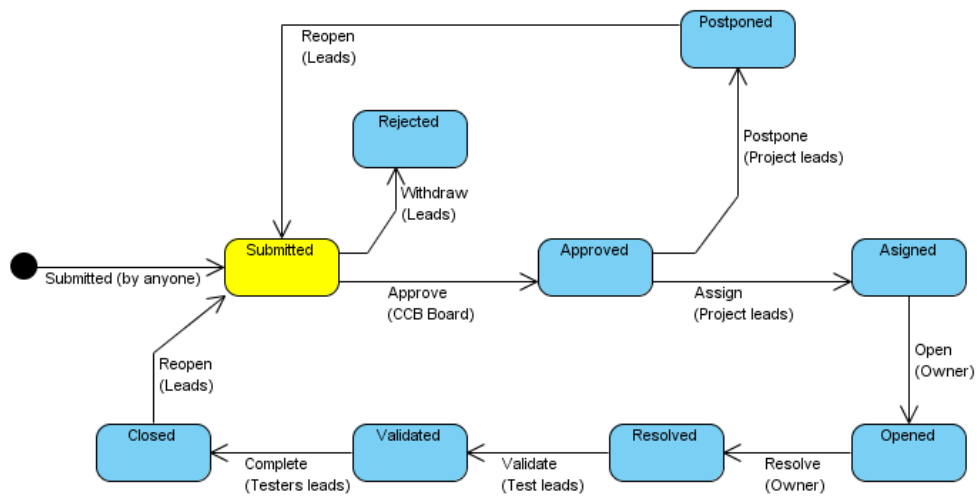 Postponed
Reopen
(Leads)
Rejected
Postpone
(Project leads)
Withdraw
(Leads)
Submitted
Approved
Asigned
Submitted (by anyone)
Approve
(CCB Board)
Assign
(Project leads)
Open
(Owner)
Reopen
(Leads)
Closed
Validated
Resolved
Opened
Complete
(Testers leads)
Validate
(Test leads)
Resolve
(Owner)